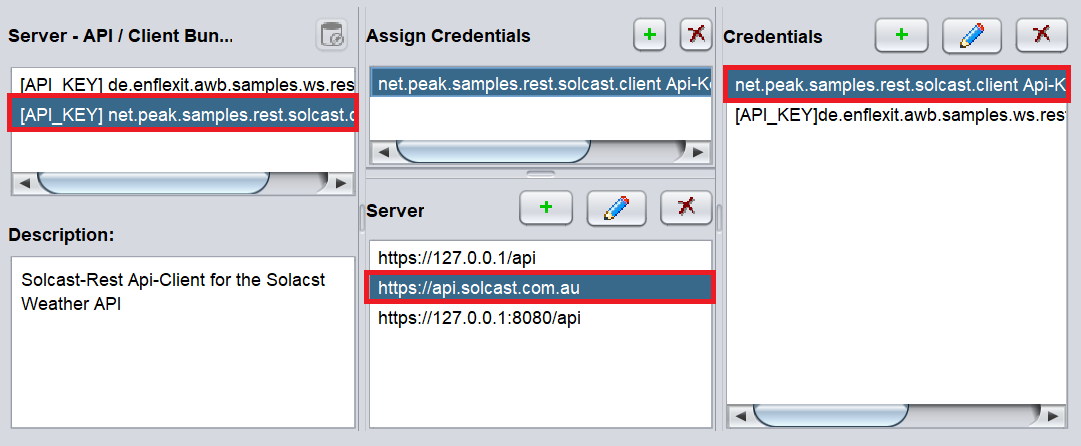 Server - API / Client Bun...
[API_KEY] de.enflexit.awb.samples.ws.res
[API_KEY] net.peak.samples.rest.solcast.c
Description:
Solcast-Rest Api-Client for the Solacst
Weather API
Assign Credentials
net.peak.samples.rest.solcast.client Api-Ke
Server
https://127.0.0.1/api
https://api.solcast.com.au
https://127.0.0.1:8080/api
Credentials
net.peak.samples.rest.solcast.client Api-K
[API_KEY]de.enflexit.awb.samples.ws.rest